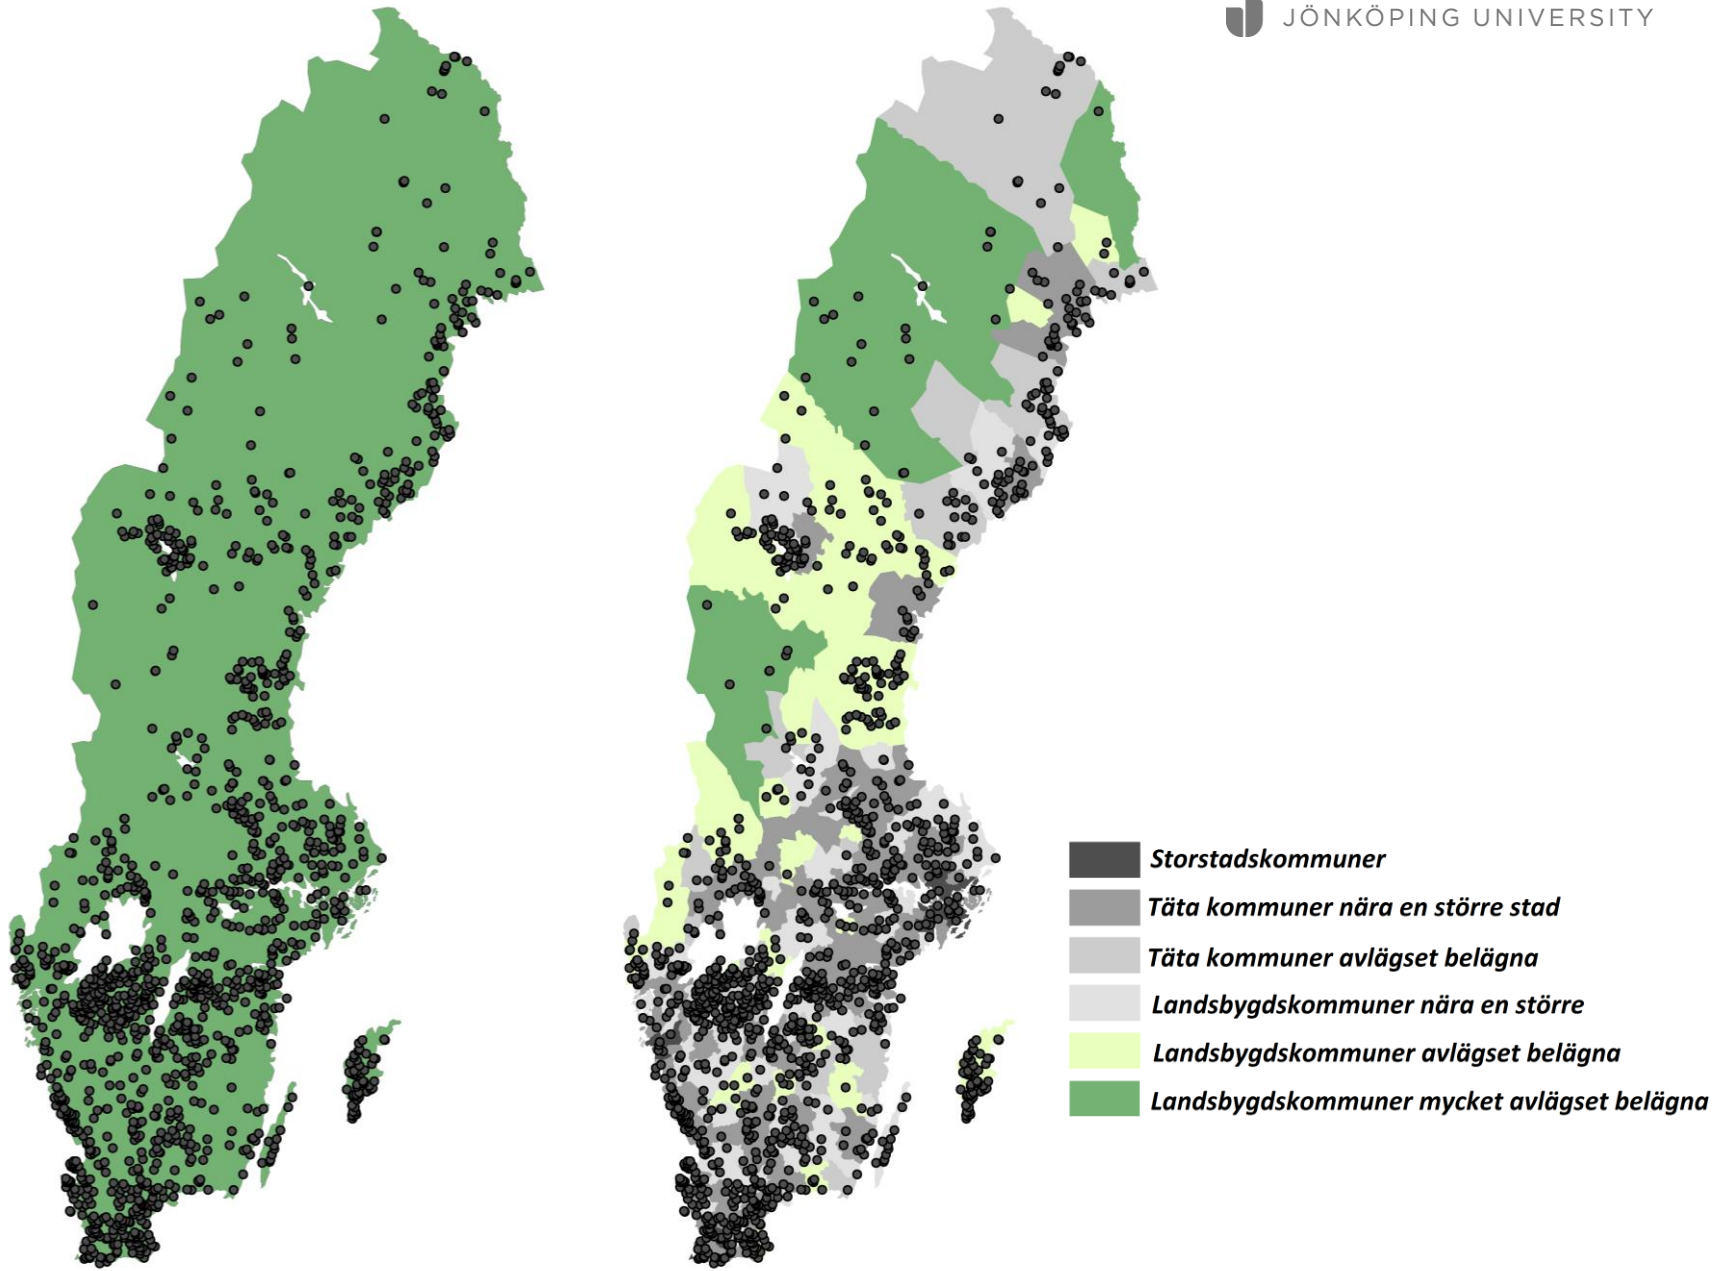 JÖNKÖPING UNIVERSITY
Storstadskommuner
Täta kommuner nära en större stad
Täta kommuner avlägset belägna
Landsbygdskommuner nära en större
Landsbygdskommuner avlägset belägna
Landsbygdskommuner mycket avlägset belägna